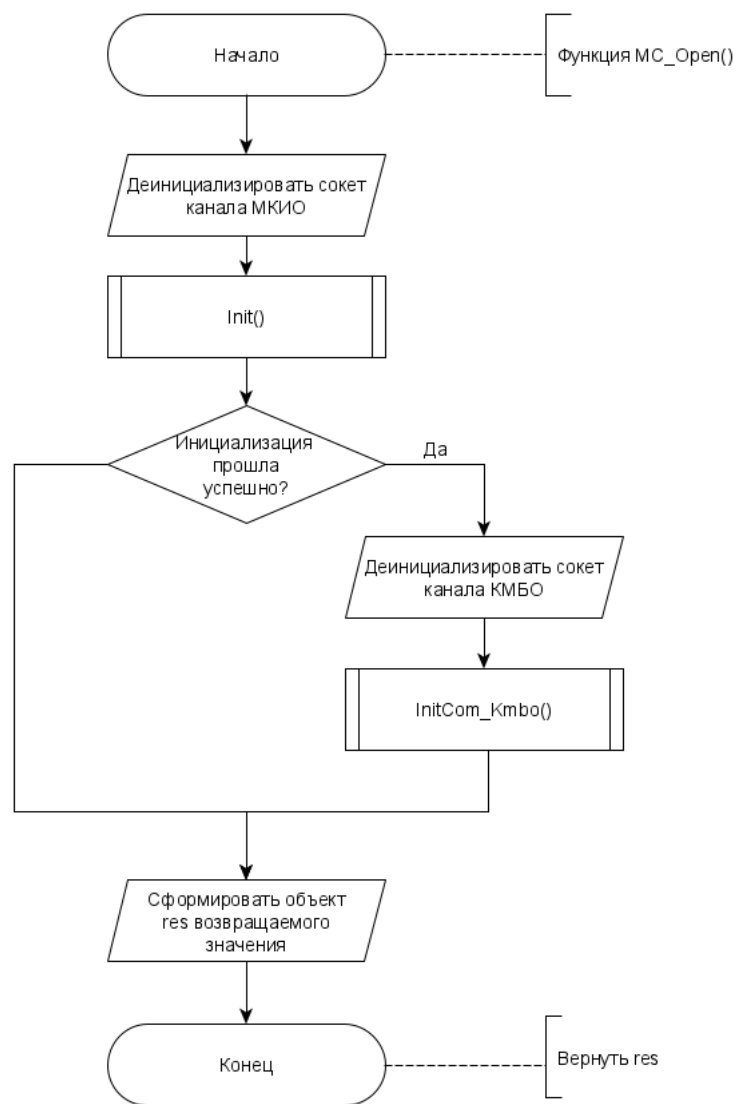 Начало
Функция MC_Open()
Деинициализировать сокет
канала МКИО
Init()
Инициализация
прошла
успешно?
Да
Деинициализировать сокет
канала КМБО
InitCom_Kmbo()
Сформировать объект
res возвращаемого
значения
Конец
Вернуть res